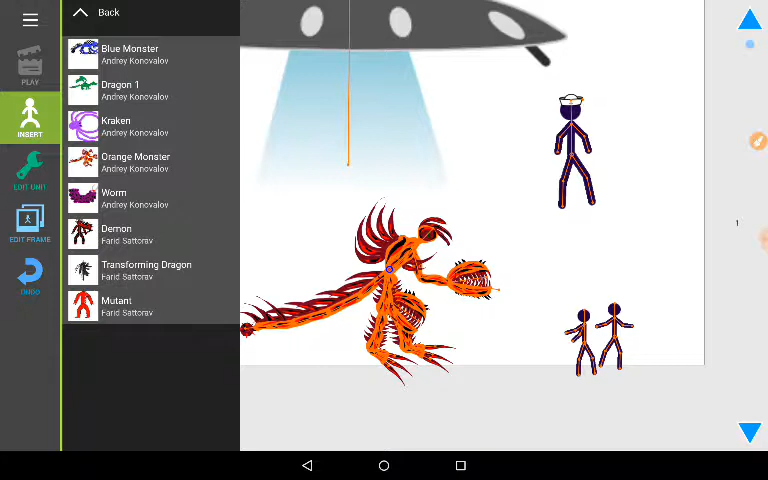 Back
PLAY
INSERT
EDIT UNIT
EDIT FRAME
UNDO
Blue Monster
Andrey Konovalov
Dragon 1
Andrey Konovalov
Kraken
Andrey Konovalov
Orange Monster
Andrey Konovalov
Worm
Andrey Konovalov
Demon
Farid Sattorav
Transforming Dragon
Farid Sattorav
Mutant
Farid Sattorav
1